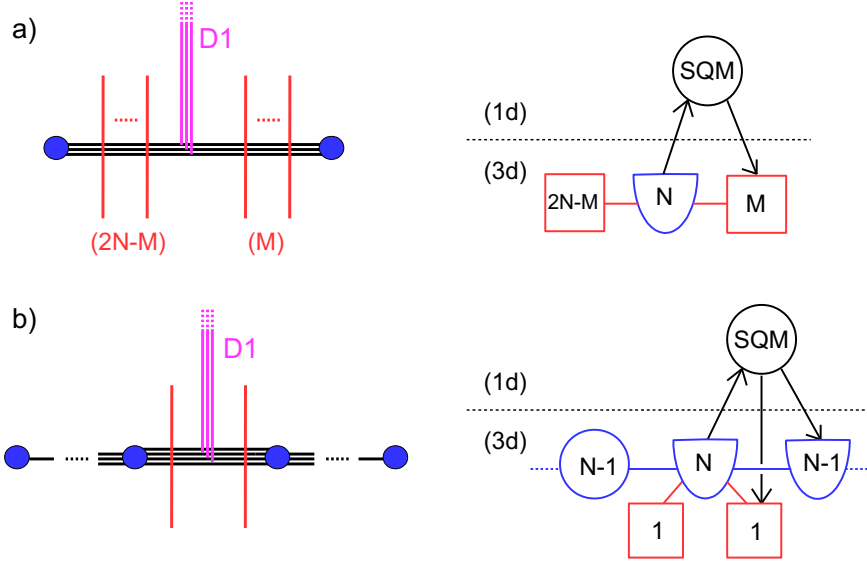 a)
D1
(2N-M)
(M)
SQM
(1d)
(3d)
2N-M
N
M
b)
D1
SQM
(1d)
(3d)
N-1
N
N-1
1
1